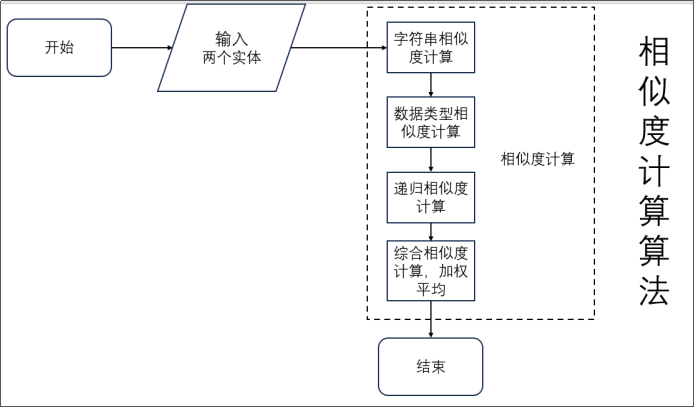 开始
输入
两个实体
字符串相似
度计算
数据类型相
似度计算
递归相似度
计算
综合相似度
计算，加权
平均
相似度计算
结束
相似度计算算法